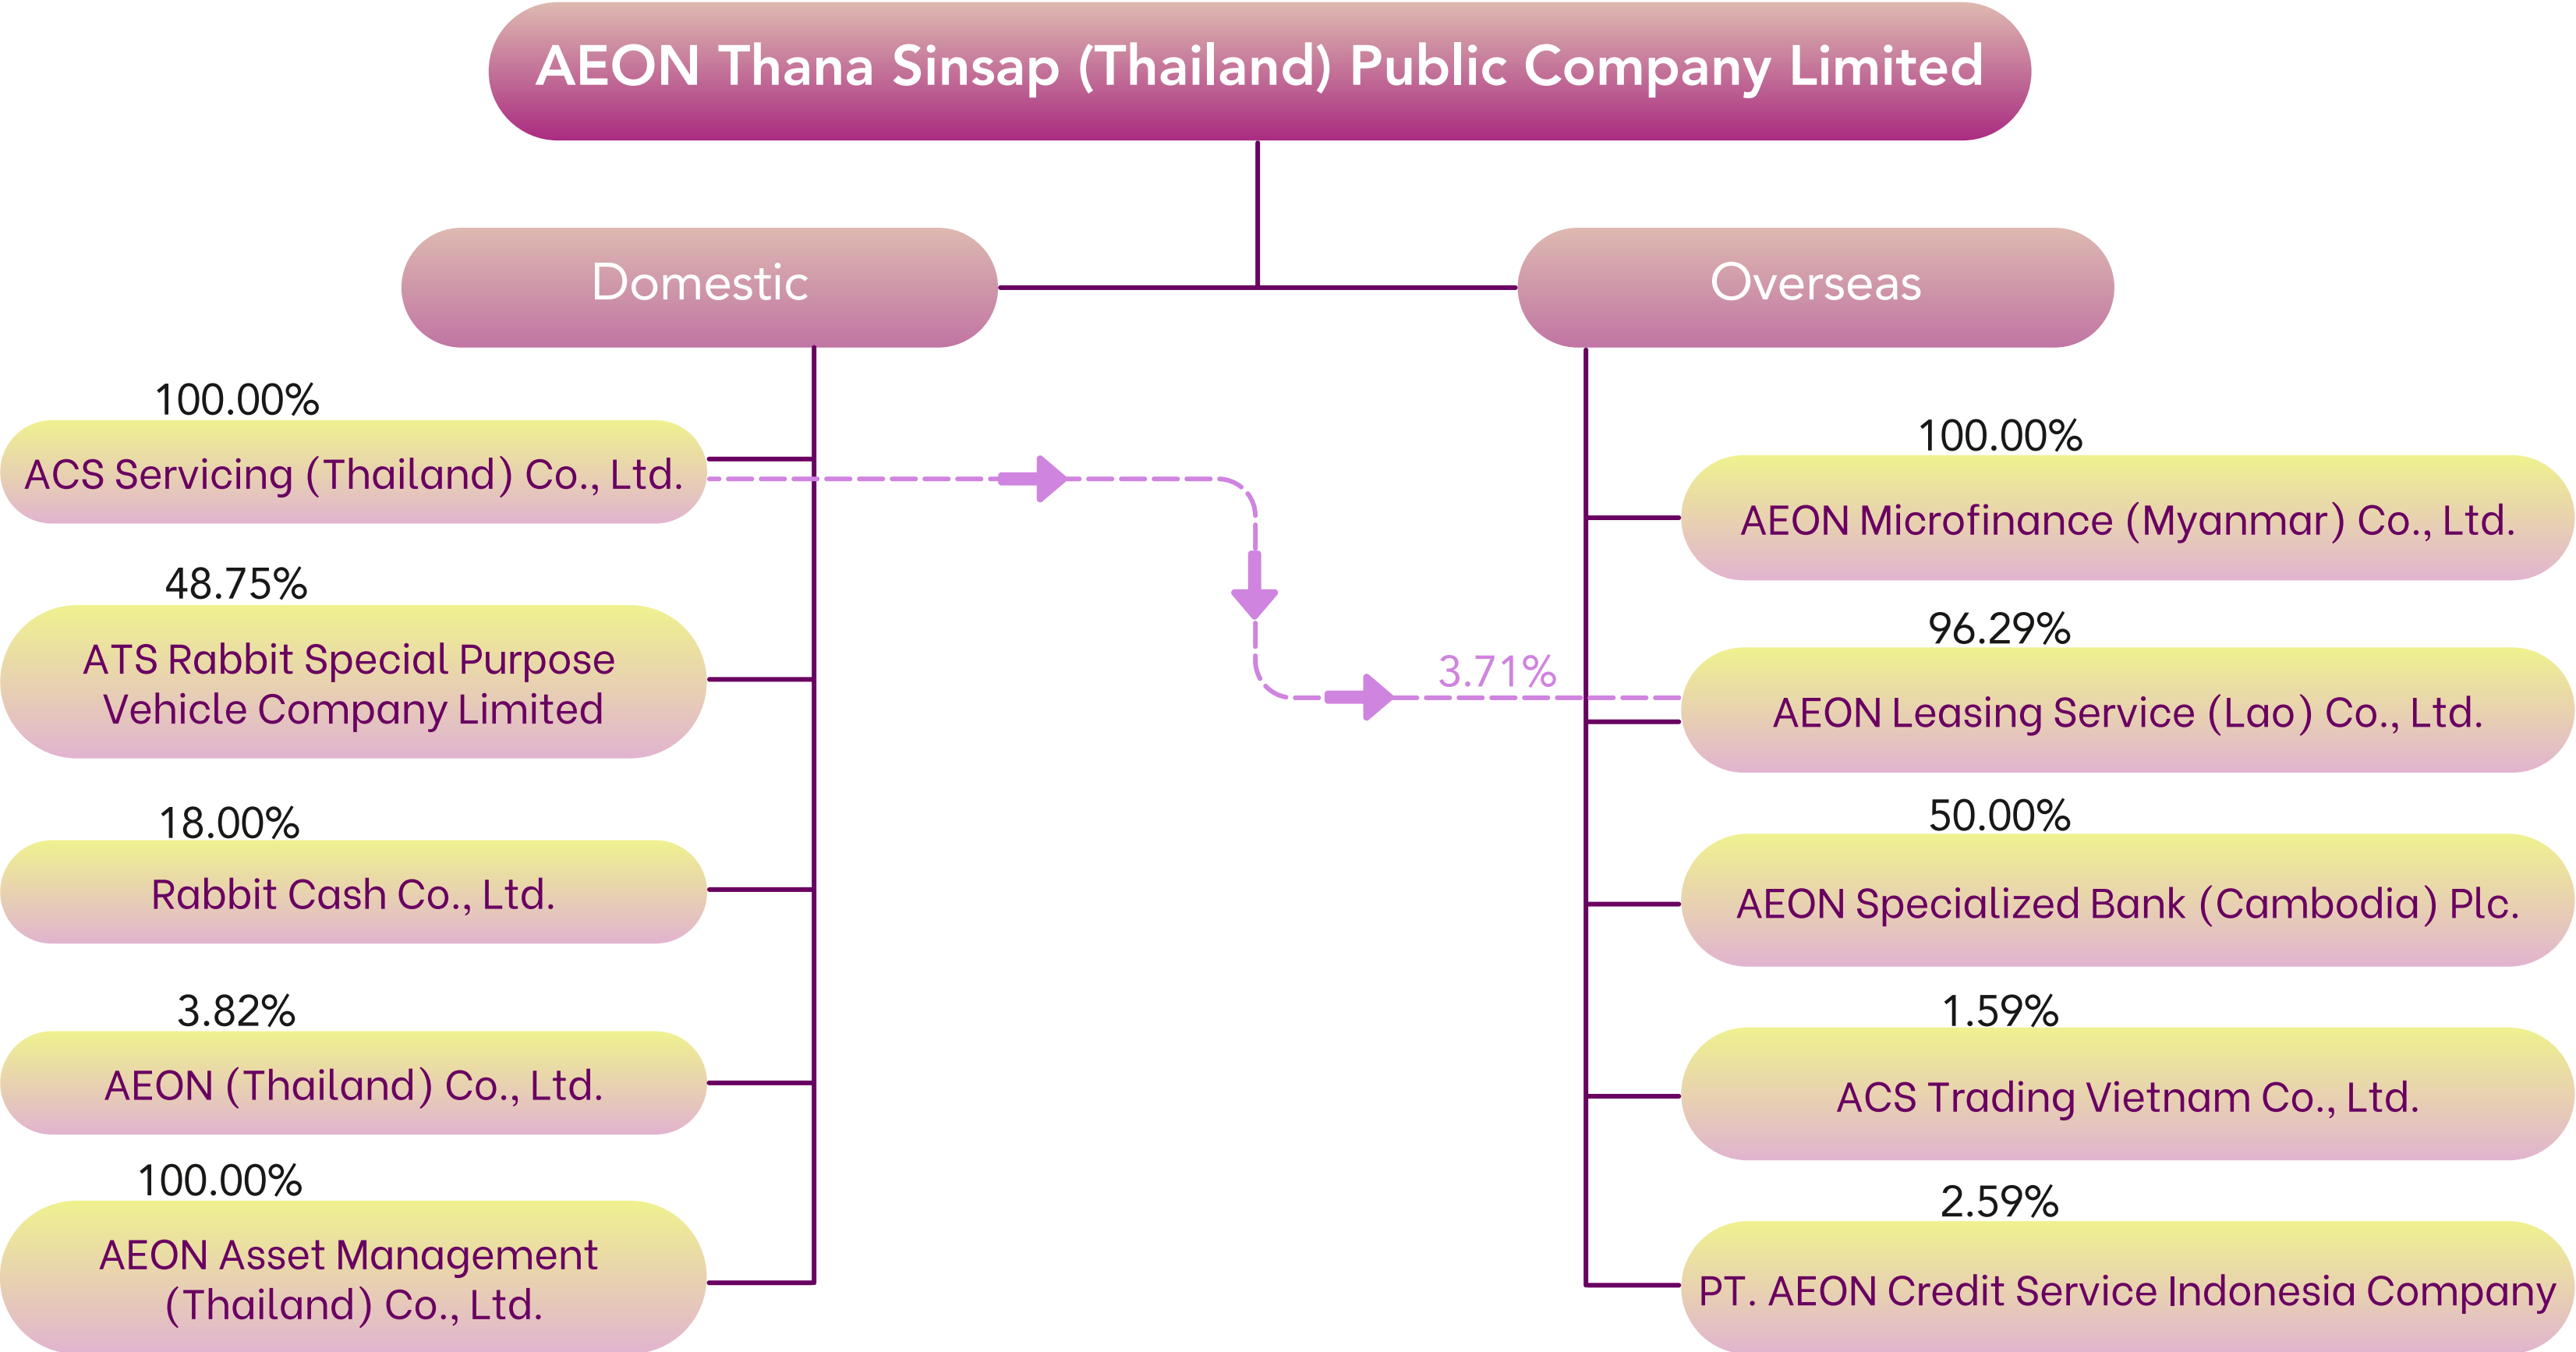 AEON Thana Sinsap (Thailand) Public Company Limited
Domestic
100.00%
ACS Servicing (Thailand) Co., Ltd.
48.75%
ATS Rabbit Special Purpose
Vehicle Company Limited
18.00%
Rabbit Cash Co., Ltd.
3.82%
AEON (Thailand) Co., Ltd.
100.00%
AEON Asset Management
(Thailand) Co., Ltd.
3.71%
Overseas
100.00%
AEON Microfinance (Myanmar) Co., Ltd.
96.29%
AEON Leasing Service (Lao) Co., Ltd.
50.00%
AEON Specialized Bank (Cambodia) Plc.
1.59%
ACS Trading Vietnam Co., Ltd.
2.59%
PT. AEON Credit Service Indonesia Company